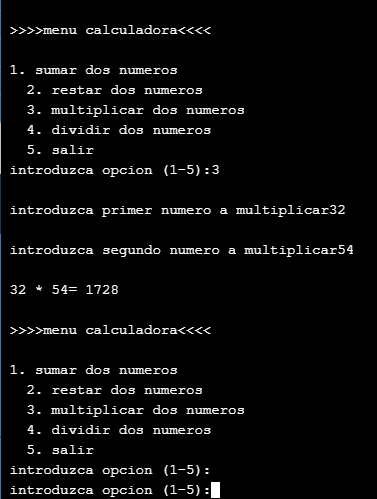 >>>>menu calculadora<<<<
1. sumar dos numeros
2. restar dos numeros
3. multiplicar dos numeros
4. dividir dos numeros
5. salir
introduzca opcion (1-5):3
introduzca primer numero a multiplicar32
introduzca segundo numero a multiplicar54
32 * 54= 1728
>>>>menu calculadora<<<<
1. sumar dos numeros
2. restar dos numeros
3. multiplicar dos numeros
4. dividir dos numeros
5. salir
introduzca opcion (1-5):
introduzca opcion (1-5):